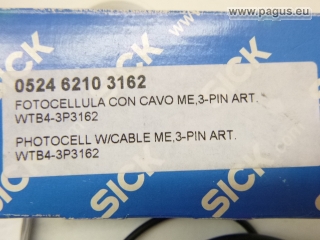 www.pagus.eu
SICK
0524 6210 3162
FOTOCELLULA CON CAVO ME,3-PIN ART.
WTB4-3P3162
PHOTOCELL W/CABLE ME,3-PIN ART.
WTB4-3P3162
SICK
SICK